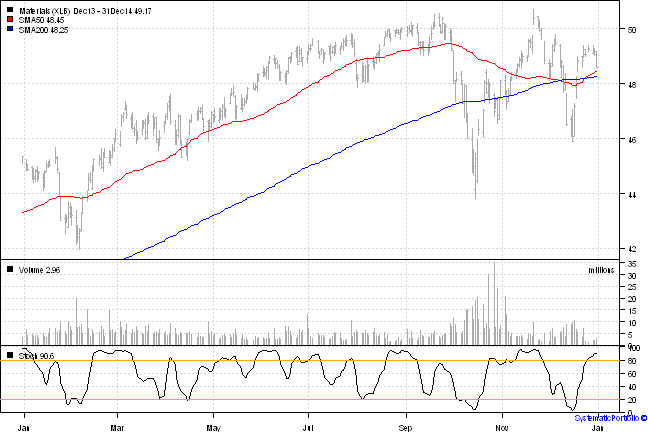 Materials (XLB) Dec13 - 31Dec14 49.17
SMA50 48.45
SMA200 48.25
50
48
46
44
42
Volume 2.96
millions
35
30
25
20
15
10
5
Stoch 90.6
100
80
60
40
20
0
Jan Mar May Jul Sep Nov Jan
SystematicPortfolio ©